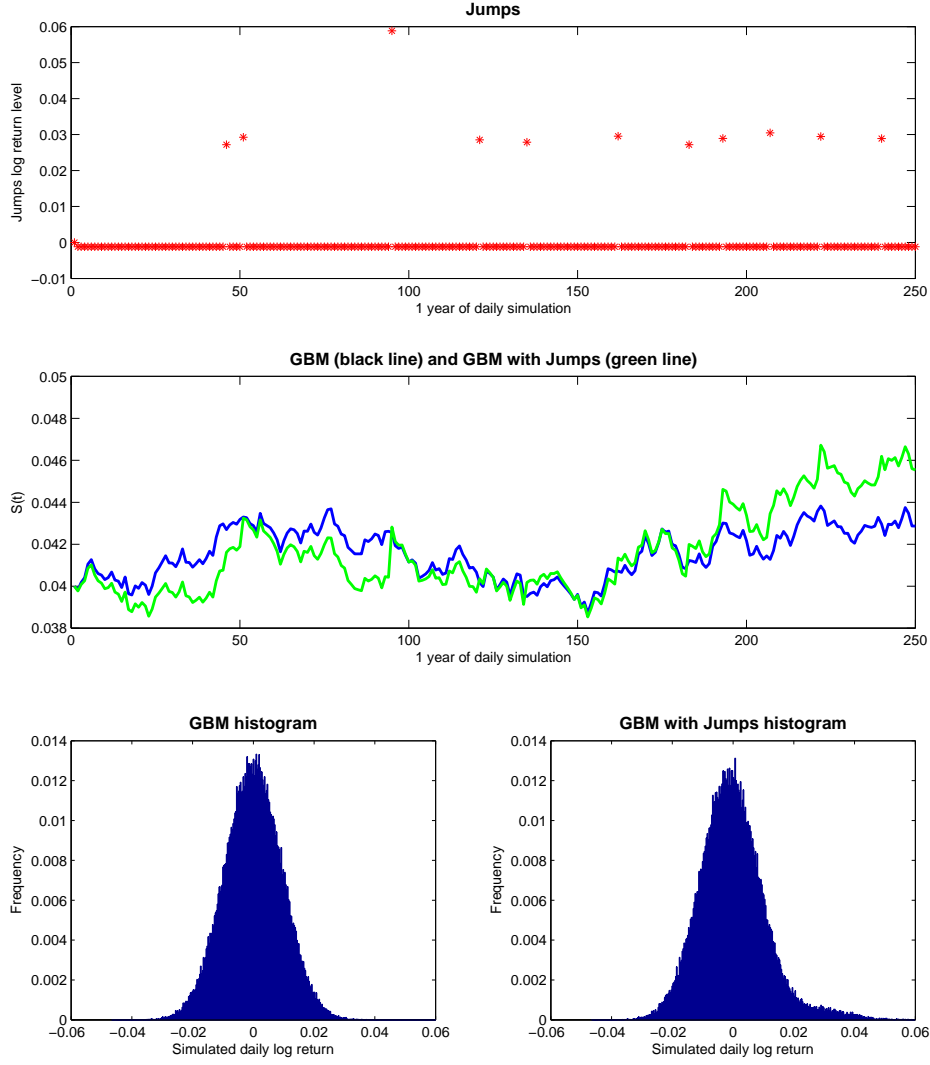 Jumps
0.06
0.05
0.04
0.03
0.02
0.01
0
−0.01
Jumps log return level
0 50 100 150 200 250
1 year of daily simulation
GBM (black line) and GBM with Jumps (green line)
0.05
0.048
0.046
0.044
0.042
0.04
0.038
S(t)
0 50 100 150 200 250
1 year of daily simulation
GBM histogram
0.014
0.012
0.01
0.008
0.006
0.004
0.002
0
Frequency
−0.06 −0.04 −0.02 0 0.02 0.04 0.06
Simulated daily log return
GBM with Jumps histogram
0.014
0.012
0.01
0.008
0.006
0.004
0.002
0
Frequency
−0.06 −0.04 −0.02 0 0.02 0.04 0.06
Simulated daily log return